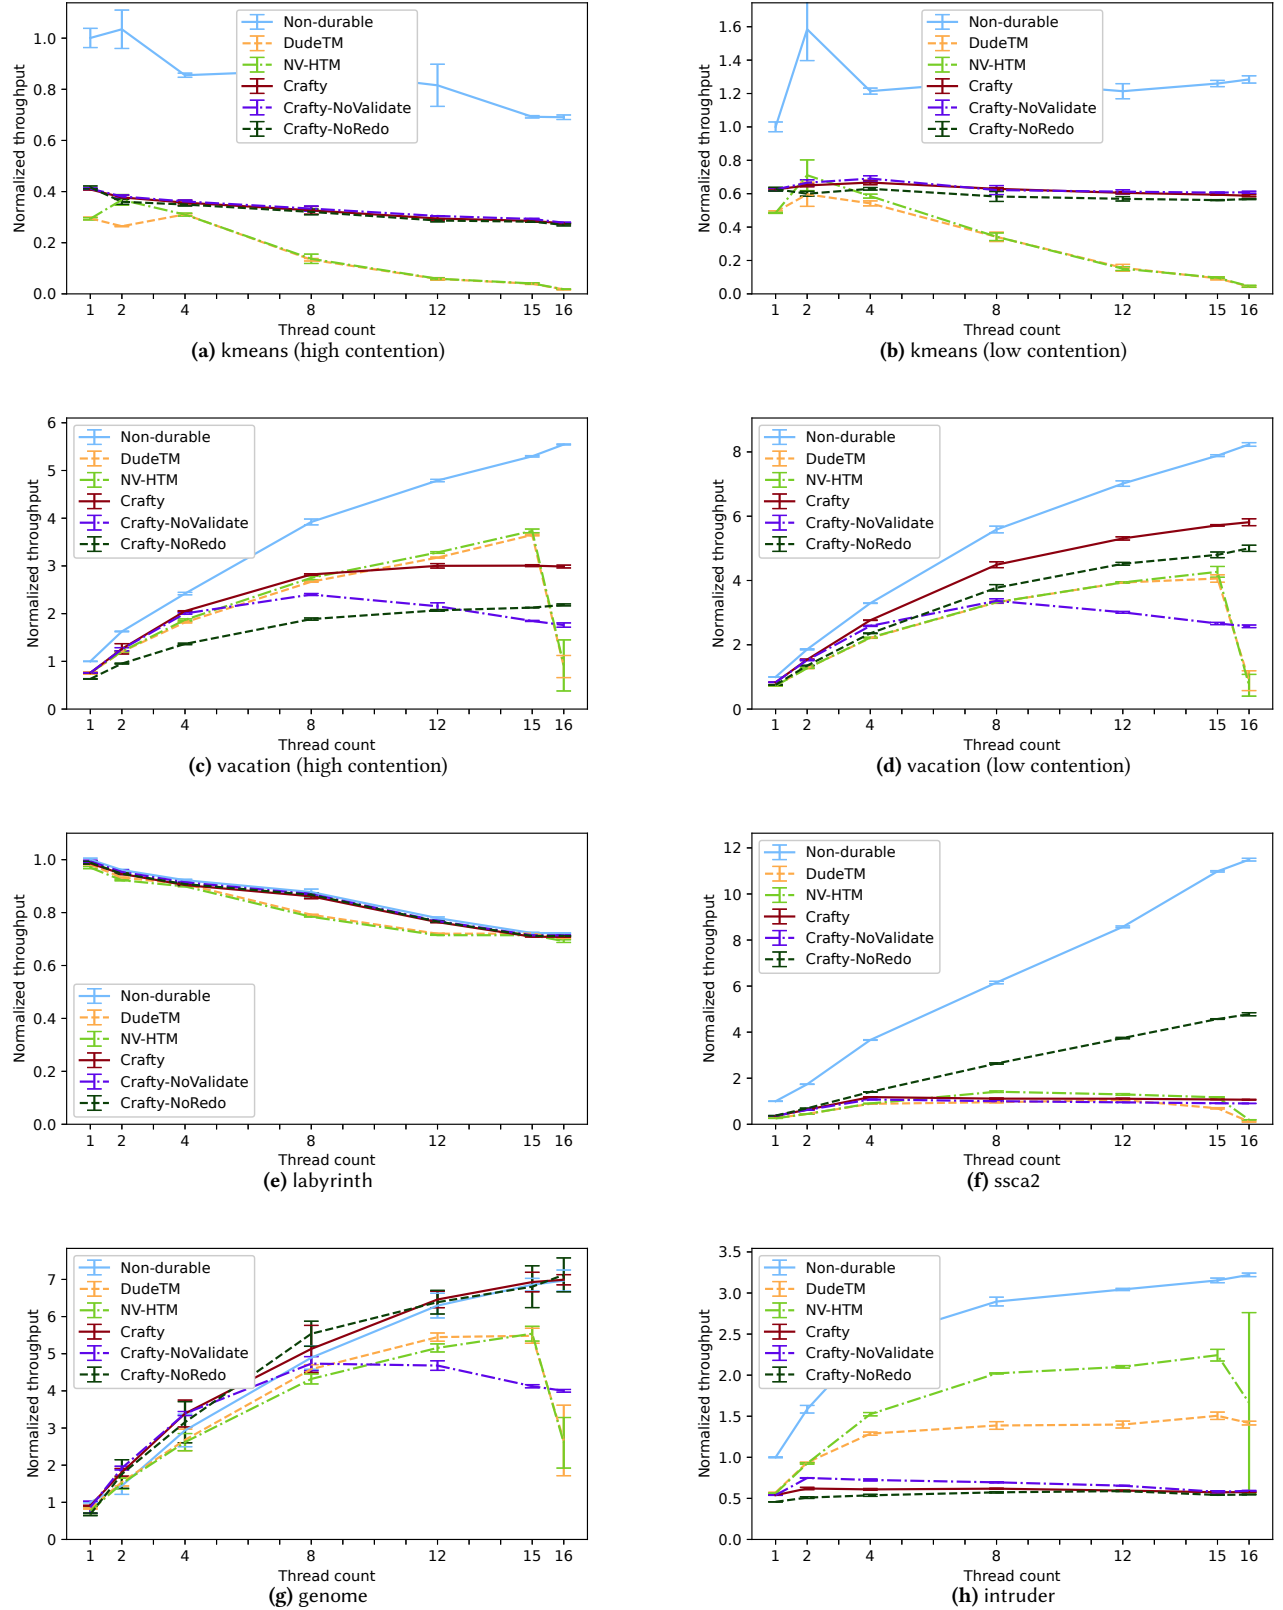 Normalized throughput
1.0
0.8
0.6
0.4
0.2
0.0
Non-durable
DudeTM
NV-HTM
Crafty
Crafty-NoValidate
Crafty-NoRedo
1 2 4 8 12 15 16
Thread count
(a) kmeans (high contention)
Normalized throughput
1.6
1.4
1.2
1.0
0.8
0.6
0.4
0.2
0.0
Non-durable
DudeTM
NV-HTM
Crafty
Crafty-NoValidate
Crafty-NoRedo
1 2 4 8 12 15 16
Thread count
(b) kmeans (low contention)
Normalized throughput
6
5
4
3
2
1
0
Non-durable
DudeTM
NV-HTM
Crafty
Crafty-NoValidate
Crafty-NoRedo
1 2 4 8 12 15 16
Thread count
(c) vacation (high contention)
Normalized throughput
8
6
4
2
0
Non-durable
DudeTM
NV-HTM
Crafty
Crafty-NoValidate
Crafty-NoRedo
1 2 4 8 12 15 16
Thread count
(d) vacation (low contention)
Normalized throughput
1.0
0.8
0.6
0.4
0.2
0.0
Non-durable
DudeTM
NV-HTM
Crafty
Crafty-NoValidate
Crafty-NoRedo
1 2 4 8 12 15 16
Thread count
(e) labyrinth
Normalized throughput
12
10
8
6
4
2
0
Non-durable
DudeTM
NV-HTM
Crafty
Crafty-NoValidate
Crafty-NoRedo
1 2 4 8 12 15 16
Thread count
(f) ssca2
Normalized throughput
7
6
5
4
3
2
1
0
Non-durable
DudeTM
NV-HTM
Crafty
Crafty-NoValidate
Crafty-NoRedo
1 2 4 8 12 15 16
Thread count
(g) genome
Normalized throughput
3.5
3.0
2.5
2.0
1.5
1.0
0.5
0.0
Non-durable
DudeTM
NV-HTM
Crafty
Crafty-NoValidate
Crafty-NoRedo
1 2 4 8 12 15 16
Thread count
(h) intruder